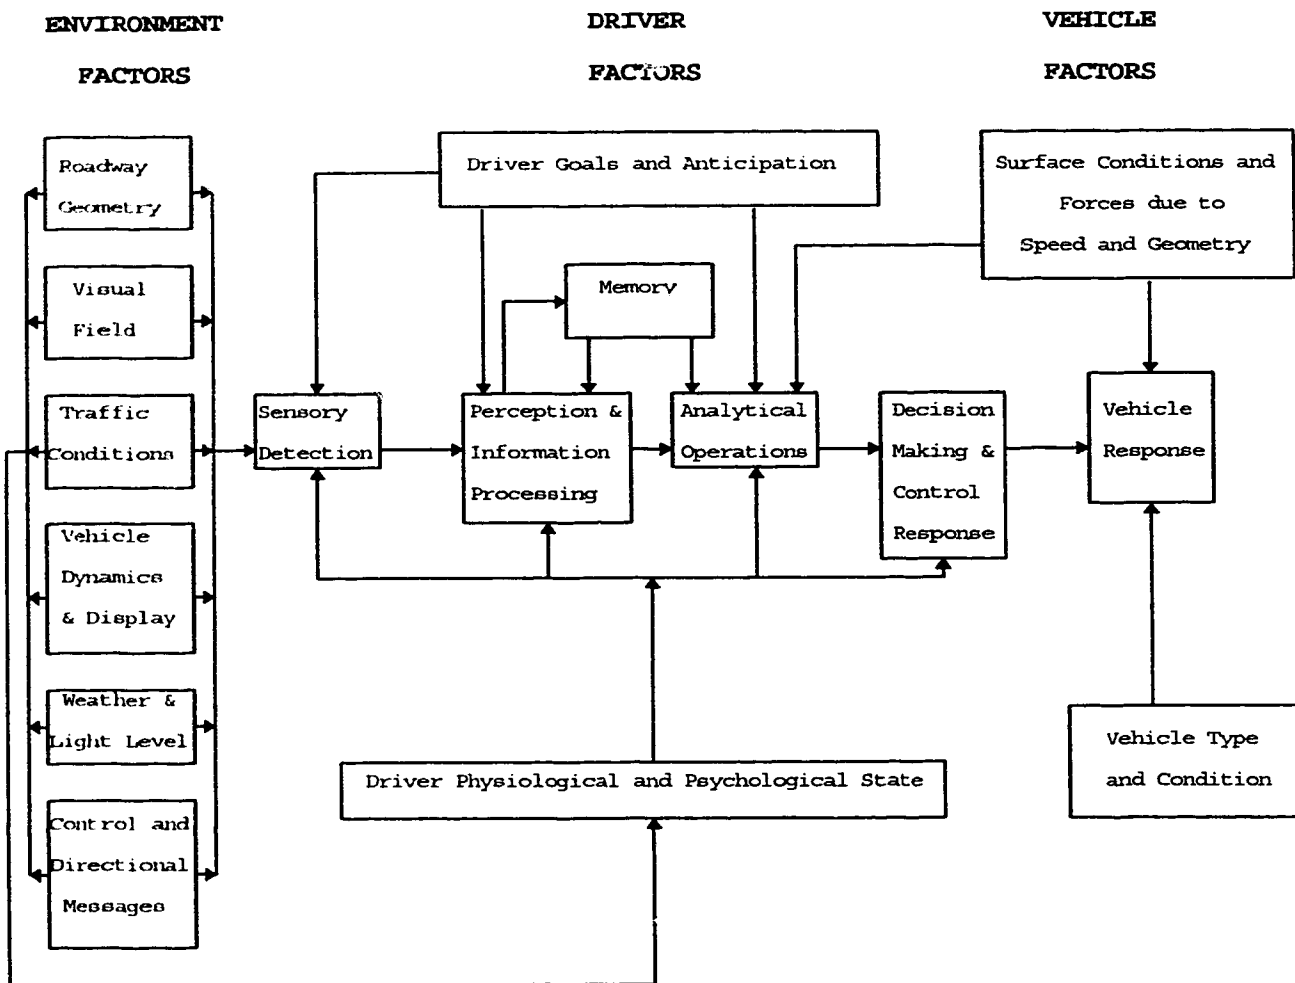 ENVIRONMENT
FACTORS
DRIVER
FACTORS
VEHICLE
FACTORS
Roadway
Geometry
Visual
Field
Traffic
Conditions
Vehicle
Dynamics
& Display
Weather &
Light Level
Control and
Directional
Messages
Driver Goals and Anticipation
Memory
Sensory
Detection
Perception &
Information
Processing
Analytical
Operations
Decision
Making &
Control
Response
Driver Physiological and Psychological State
Surface Conditions and
Forces due to
Speed and Geometry
Vehicle
Response
Vehicle Type
and Condition